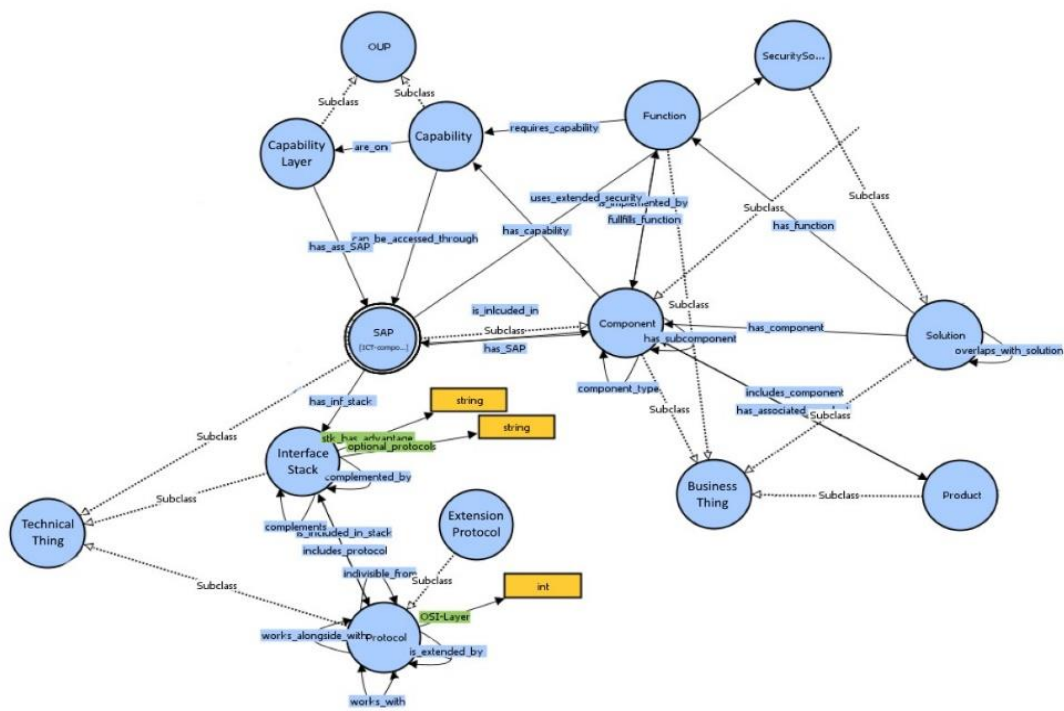 OUP
SecuritySo...
Subclass
Subclass
Function
Capability
requires_capability
Capability
Layer
are_on
Subclass
Subclass
uses_extended_security
is_implemented_by
fullfills_function
has_function
has_capability
can_be_accessed_through
has_ass_SAP
Subclass
is_inlcuded_in
SAP
[ICT-compo...]
Subclass
has_SAP
Component
has_component
has_subcomponent
Solution
overlaps_with_solution
component_type
includes_component
has_associated
Subclass
Subclass
has_inf_stack
string
stk_has_advantage
string
optional_protocols
Subclass
Interface
Stack
complemented_by
Business
Thing
Subclass
Product
Subclass
Technical
Thing
complements
is_included_in_stack
includes_protocol
Extension
Protocol
indivisible_from
Subclass
int
Subclass
OSI-Layer
Protocol
works_alongside_with
is_extended_by
works_with